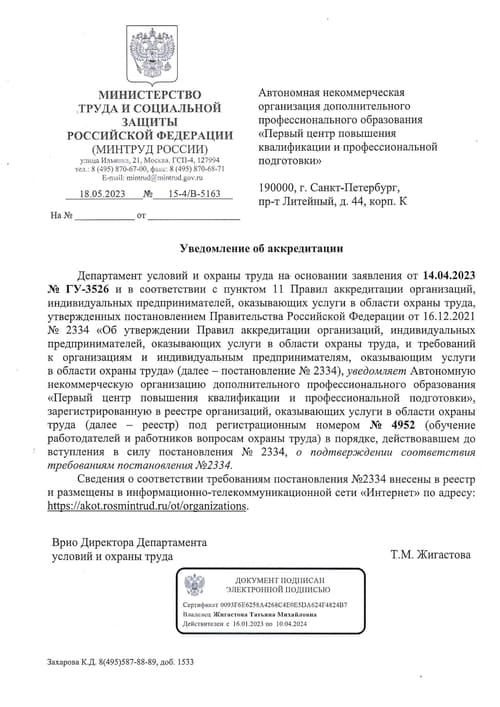 МИНИСТЕРСТВО
ТРУДА И СОЦИАЛЬНОЙ
ЗАЩИТЫ
РОССИЙСКОЙ ФЕДЕРАЦИИ
(МИНТРУД РОССИИ)
улица Ильинка, 21, Москва, ГСП-4, 127994
тел.: 8 (495) 870-67-00, факс: 8 (495) 870-68-71
E-mail: mintrud@mintrud.gov.ru
18.05.2023 № 15-4/В-5163
На № от
Автономная некоммерческая
организация дополнительного
профессионального образования
«Первый центр повышения
квалификации и профессиональной
подготовки»
190000, г. Санкт-Петербург,
пр-т Литейный, д. 44, корп. К
Уведомление об аккредитации
Департамент условий и охраны труда на основании заявления от 14.04.2023
№ ГУ-3526 и в соответствии с пунктом 11 Правил аккредитации организаций,
индивидуальных предпринимателей, оказывающих услуги в области охраны труда,
утвержденных постановлением Правительства Российской Федерации от 16.12.2021
№ 2334 «Об утверждении Правил аккредитации организаций, индивидуальных
предпринимателей, оказывающих услуги в области охраны труда, и требований
к организациям и индивидуальным предпринимателям, оказывающим услуги
в области охраны труда» (далее – постановление № 2334), уведомляет Автономную
некоммерческую организацию дополнительного профессионального образования
«Первый центр повышения квалификации и профессиональной подготовки»,
зарегистрированную в реестре организаций, оказывающих услуги в области охраны
труда (далее – реестр) под регистрационным номером № 4952 (обучение
работодателей и работников вопросам охраны труда) в порядке, действовавшем до
вступления в силу постановления № 2334, о подтверждении соответствия
требованиям постановления №2334.
Сведения о соответствии требованиям постановления №2334 внесены в реестр
и размещены в информационно-телекоммуникационной сети «Интернет» по адресу:
https://akot.rosmintrud.ru/ot/organizations.
Врио Директора Департамента
условий и охраны труда
Т.М. Жигастова
ДОКУМЕНТ ПОДПИСАН
ЭЛЕКТРОННОЙ ПОДПИСЬЮ
Сертификат 0093F6E6258A4268C4E0E5DA624F4824B7
Владелец Жигастова Татьяна Михайловна
Действителен с 16.01.2023 по 10.04.2024
Захарова К.Д. 8(495)587-88-89, доб. 1533